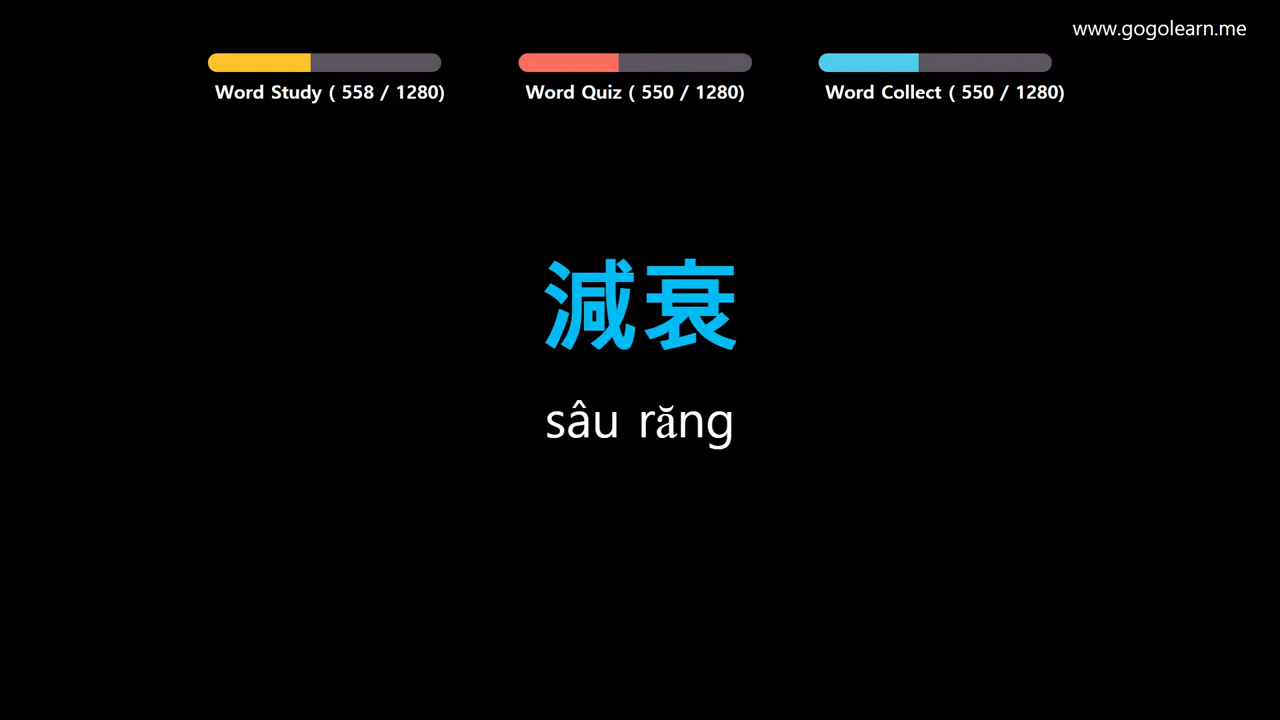 www.gogolearn.me
Word Study ( 558 / 1280)
Word Quiz ( 550 / 1280)
Word Collect ( 550 / 1280)
減衰
sâu răng